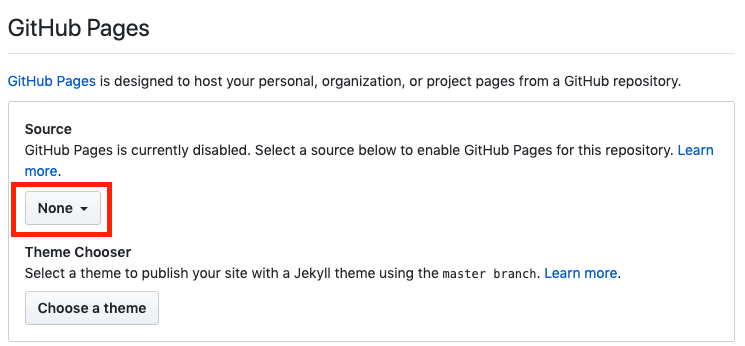 GitHub Pages
GitHub Pages is designed to host your personal, organization, or project pages from a GitHub repository.
Source
GitHub Pages is currently disabled. Select a source below to enable GitHub Pages for this repository. Learn
more.
None
Theme Chooser
Select a theme to publish your site with a Jekyll theme using the master branch. Learn more.
Choose a theme